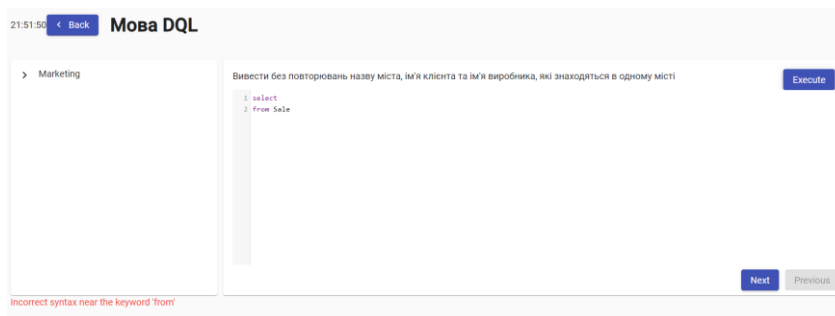 21:51:50 < Back Мова DQL
> Marketing
Вивести без повторювань назву міста, ім'я клієнта та ім'я виробника, які знаходяться в одному місті
Execute
1 select
2 from Sale
Next Previous
Incorrect syntax near the keyword 'from'